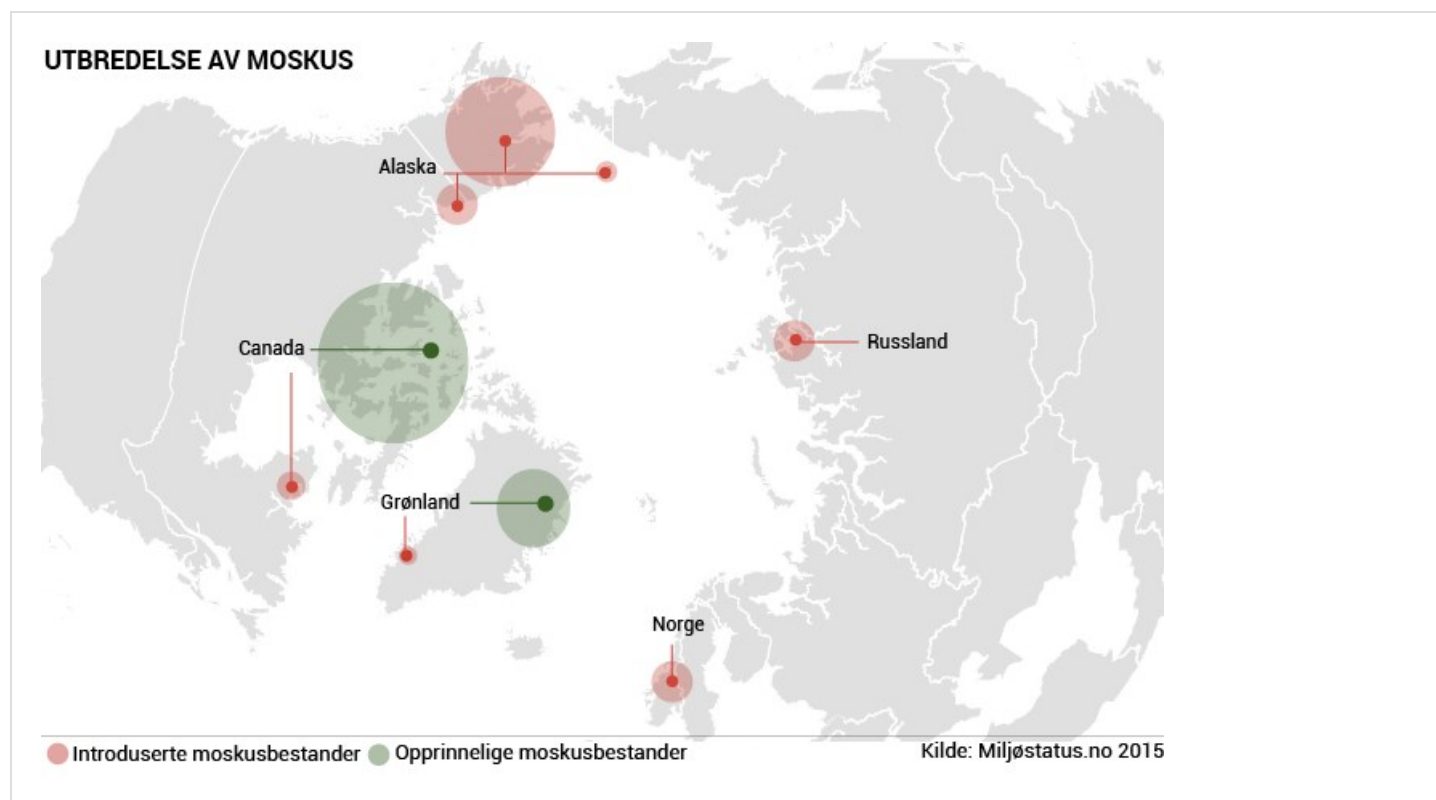 UTBREDELSE AV MOSKUS
Alaska
Canada
Russland
Grønland
Norge
Introduserte moskusbestander
Opprinnelige moskusbestander
Kilde: Miljøstatus.no 2015